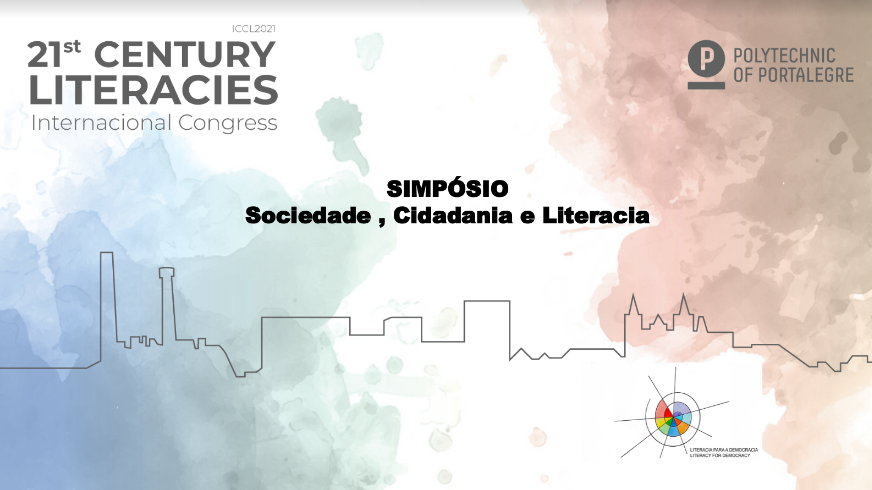 ICCL2021
21st CENTURY
LITERACIES
Internacional Congress
P
POLYTECHNIC
OF PORTALEGRE
SIMPÓSIO
Sociedade , Cidadania e Literacia
LITERACIA PARA A DEMOCRACIA
LITERACY FOR DEMOCRACY